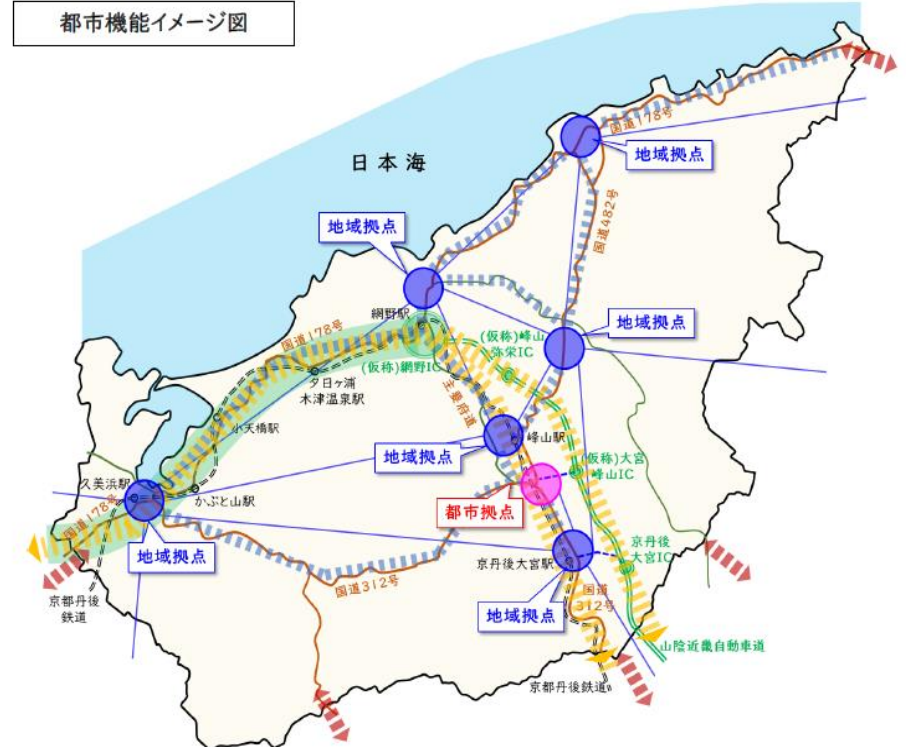 都市機能イメージ図
日本海
国道178号
地域拠点
国道482号
地域拠点
網野駅
(仮称)峰山
弥栄IC
地域拠点
国道178号
(仮称)網野IC
夕日ヶ浦
木津温泉駅
主要府道
小天橋駅
峰山駅
地域拠点
(仮称)大宮
峰山IC
久美浜駅
かぶと山駅
都市拠点
国道178号
地域拠点
京丹後大宮駅
京丹後
大宮IC
国道312号
京都丹後
鉄道
地域拠点
国道
312号
山陰近畿自動車道
京都丹後鉄道